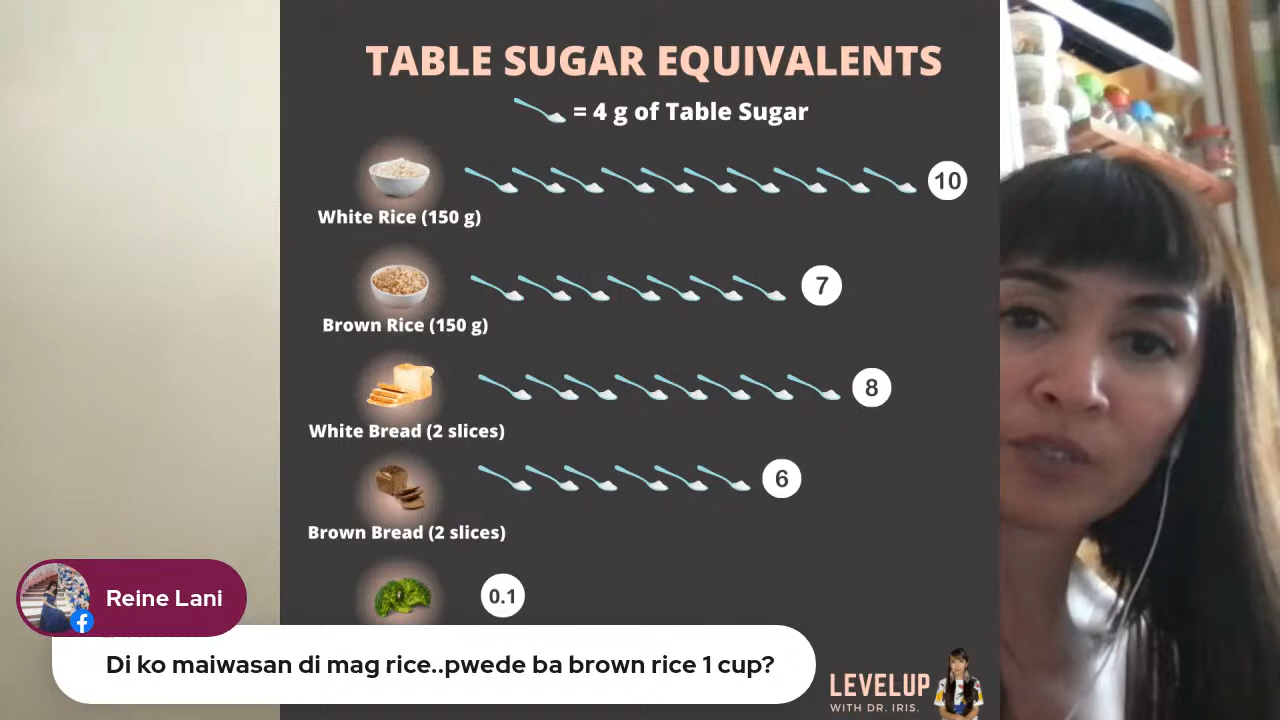 TABLE SUGAR EQUIVALENTS
= 4 g of Table Sugar
10
White Rice (150 g)
7
Brown Rice (150 g)
8
White Bread (2 slices)
6
Brown Bread (2 slices)
0.1
Reine Lani
Di ko maiwasan di mag rice..pwede ba brown rice 1 cup?
LEVELUP
WITH DR. IRIS.